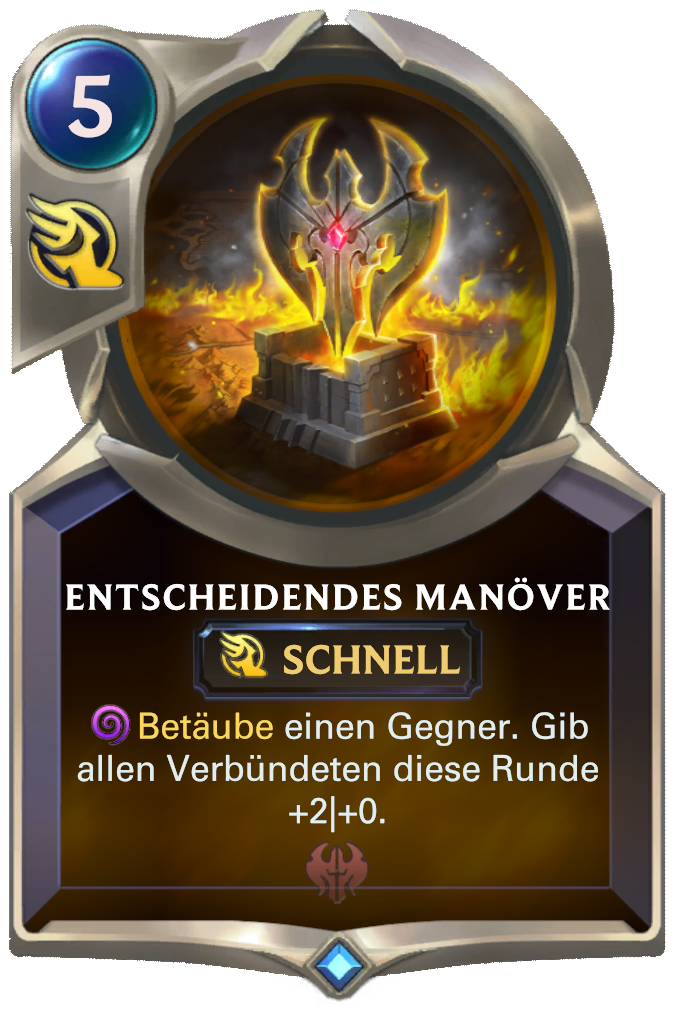 5
ENTSCHEIDENDES MANÖVER
SCHNELL
Betäube einen Gegner. Gib
allen Verbündeten diese Runde
+2|+0.